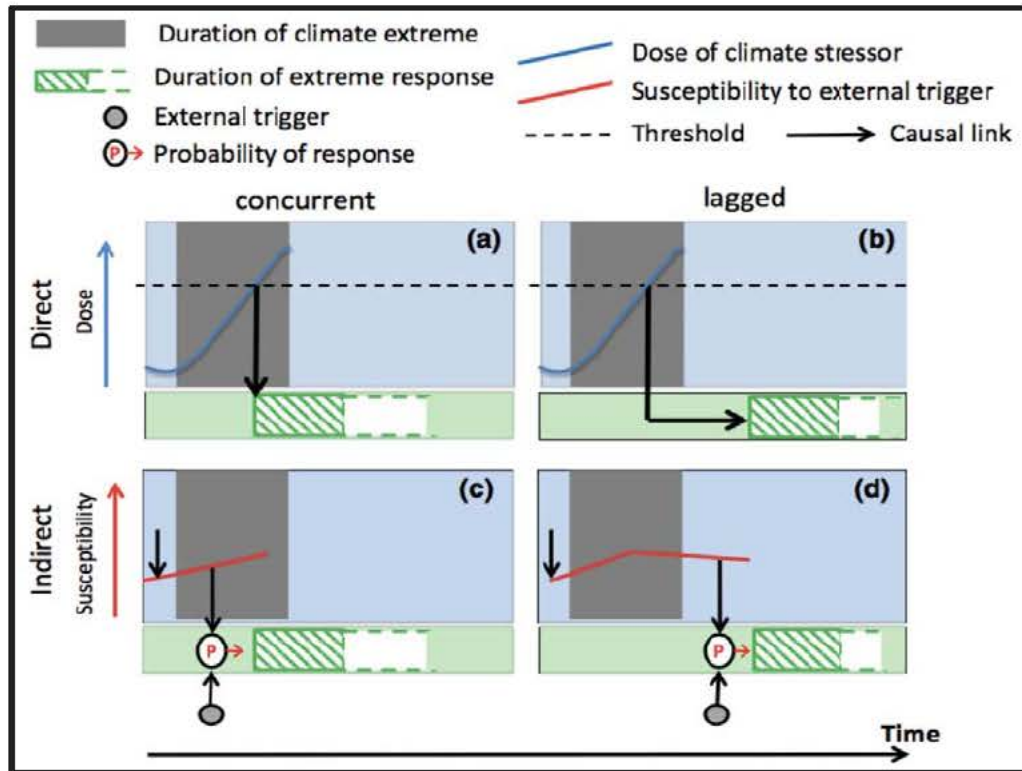 Duration of climate extreme
Duration of extreme response
External trigger
P Probability of response
Dose of climate stressor
Susceptibility to external trigger
Threshold Causal link
concurrent lagged
Direct
Dose
(a)
(b)
Indirect
Susceptibility
(c)
P
(d)
P
Time